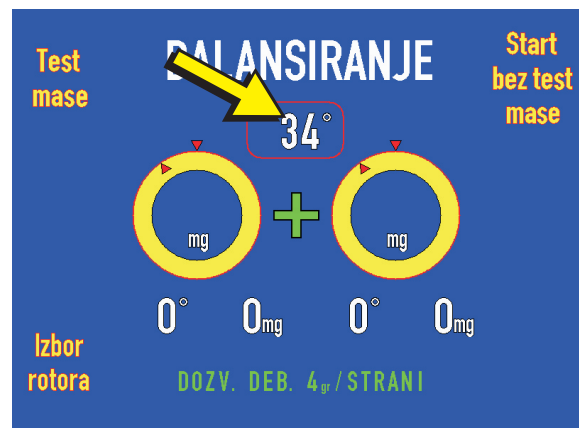 BALANSIRANJE
Test
mase
Start
bez test
mase
34°
mg
mg
0° 0mg 0° 0mg
Izbor
rotora
DOZV. DEB. 4gr/STRANI